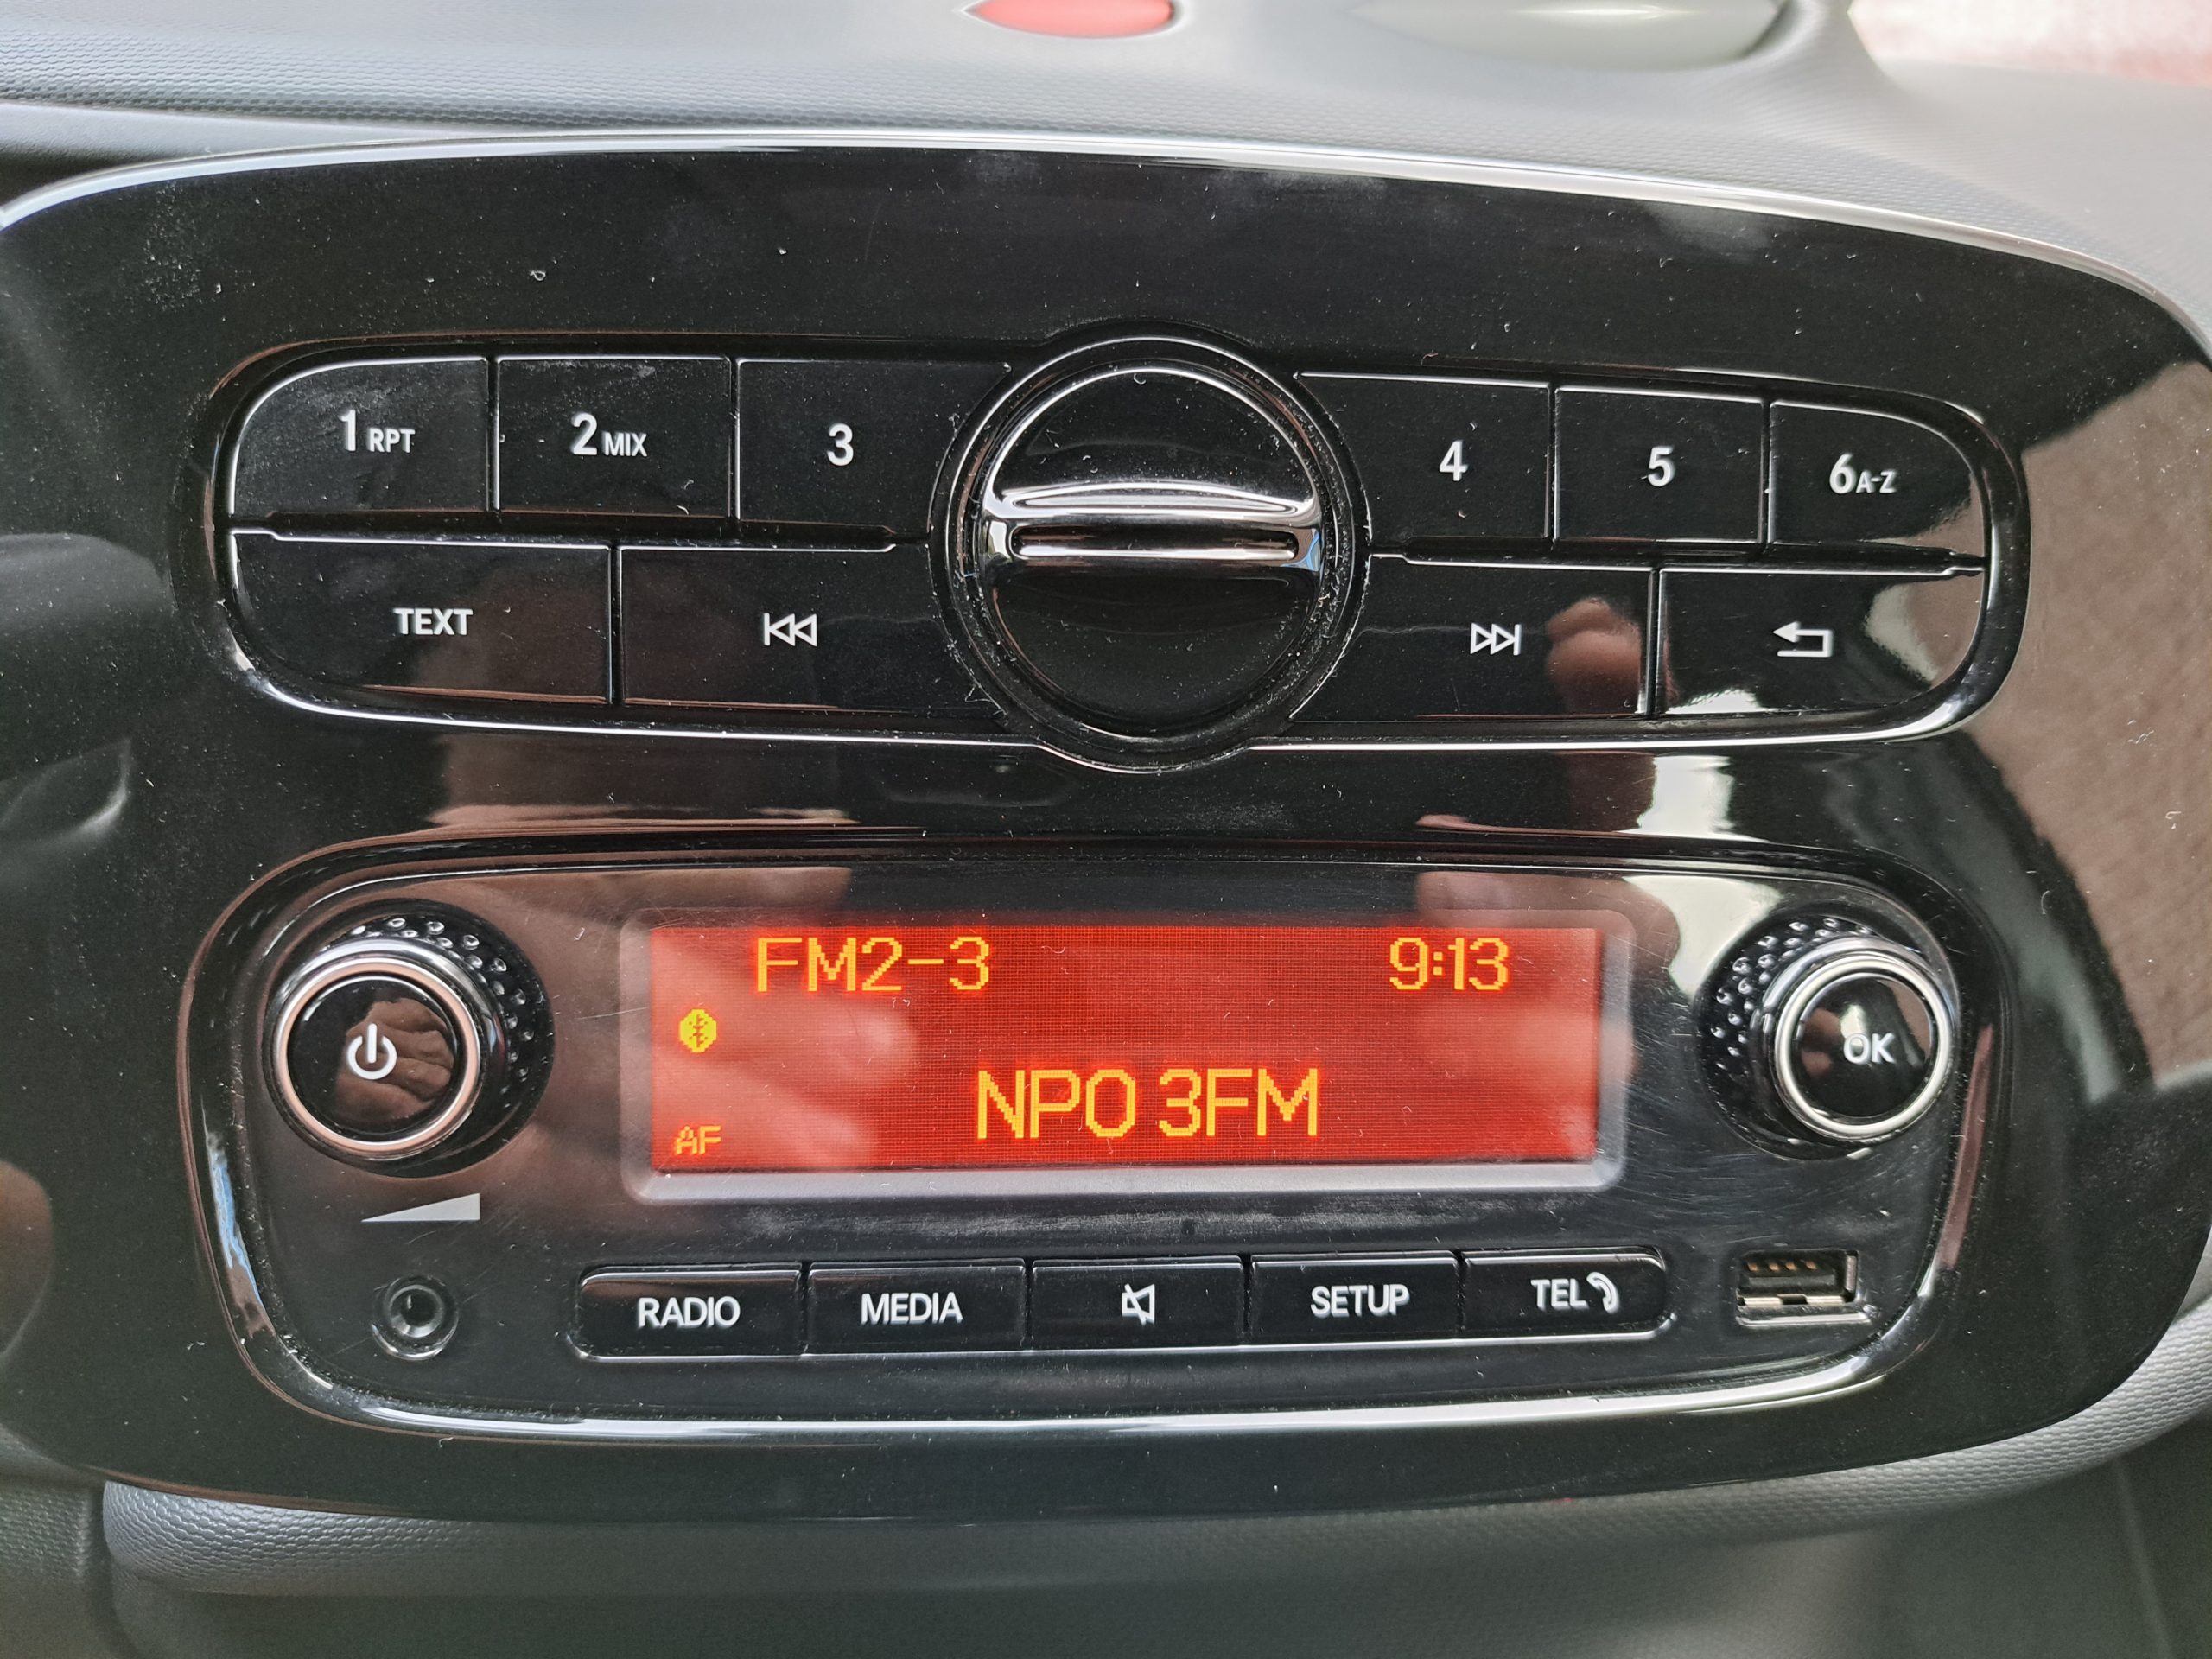 1 RPT 2 MIX 3 4 5 6 A-Z
TEXT
FM2-3 9:13
NPO 3FM
AF
OK
RADIO MEDIA SETUP TEL